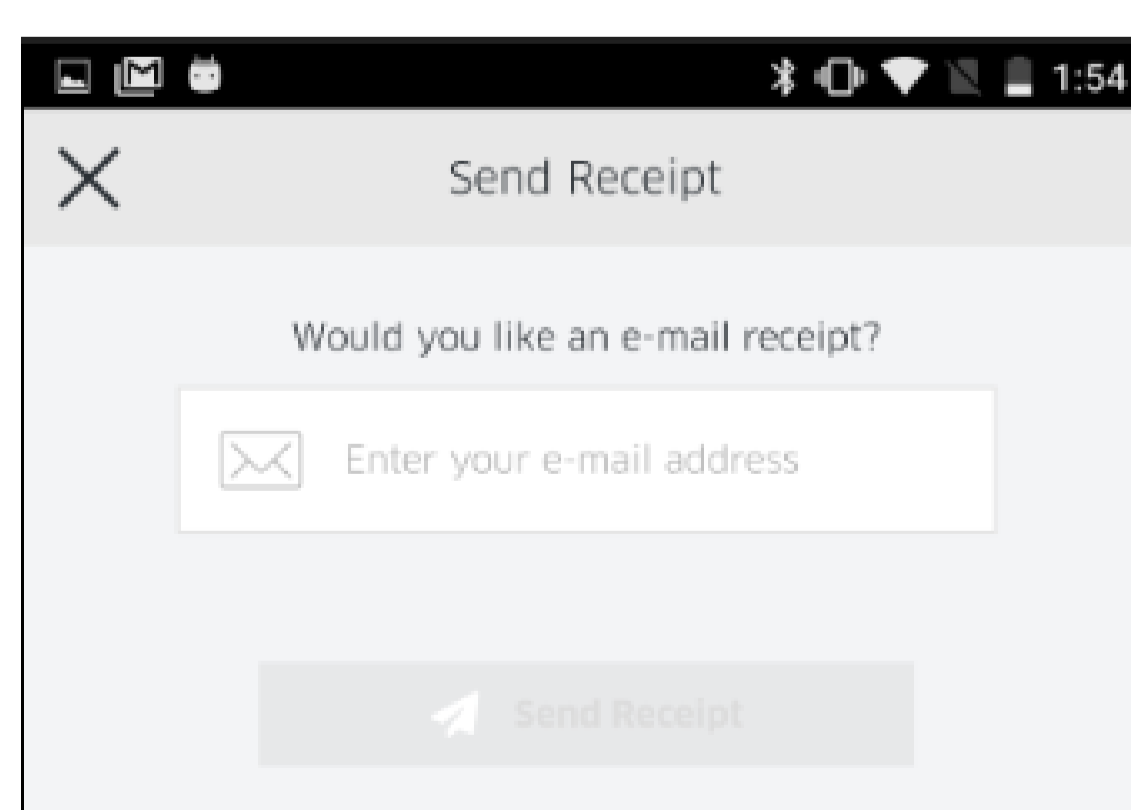 1:54
Send Receipt
Would you like an e-mail receipt?
Enter your e-mail address
Send Receipt